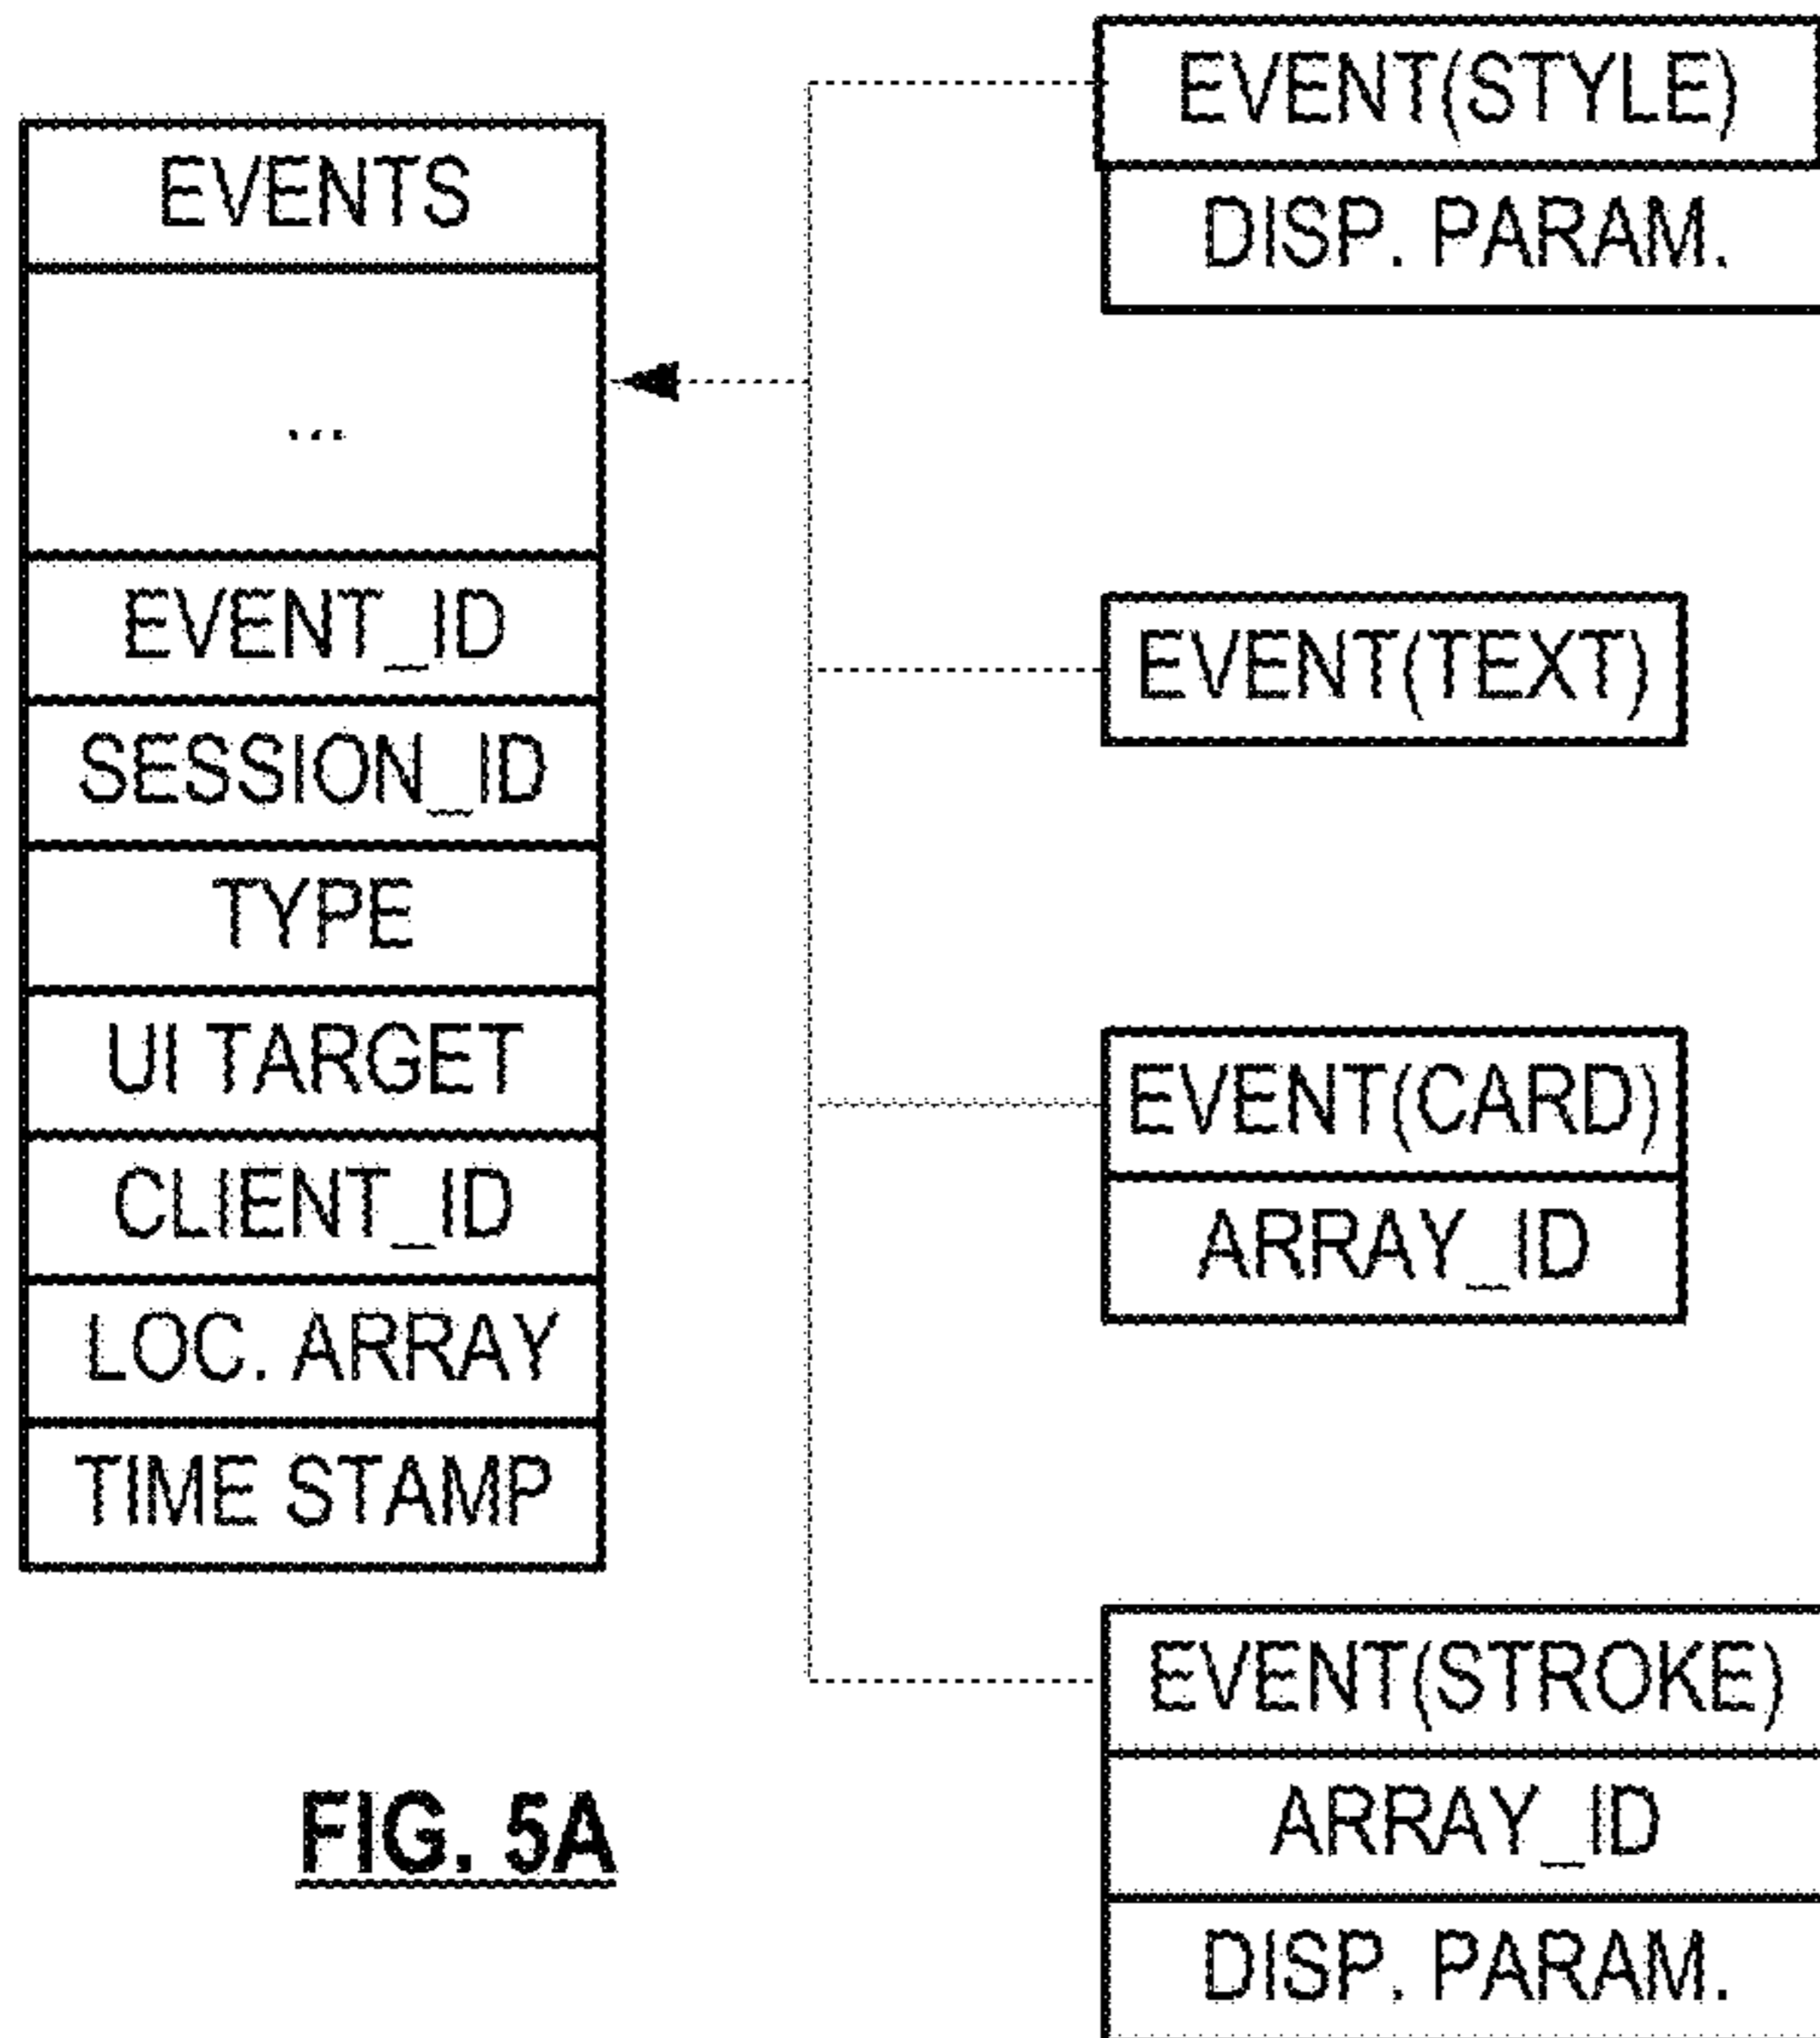 EVENTS
...
EVENT_ID
SESSION_ID
TYPE
UI TARGET
CLIENT_ID
LOC. ARRAY
TIME STAMP
EVENT(STYLE)
DISP. PARAM.
EVENT(TEXT)
EVENT(CARD)
ARRAY_ID
EVENT(STROKE)
ARRAY_ID
DISP. PARAM.
FIG. 5A